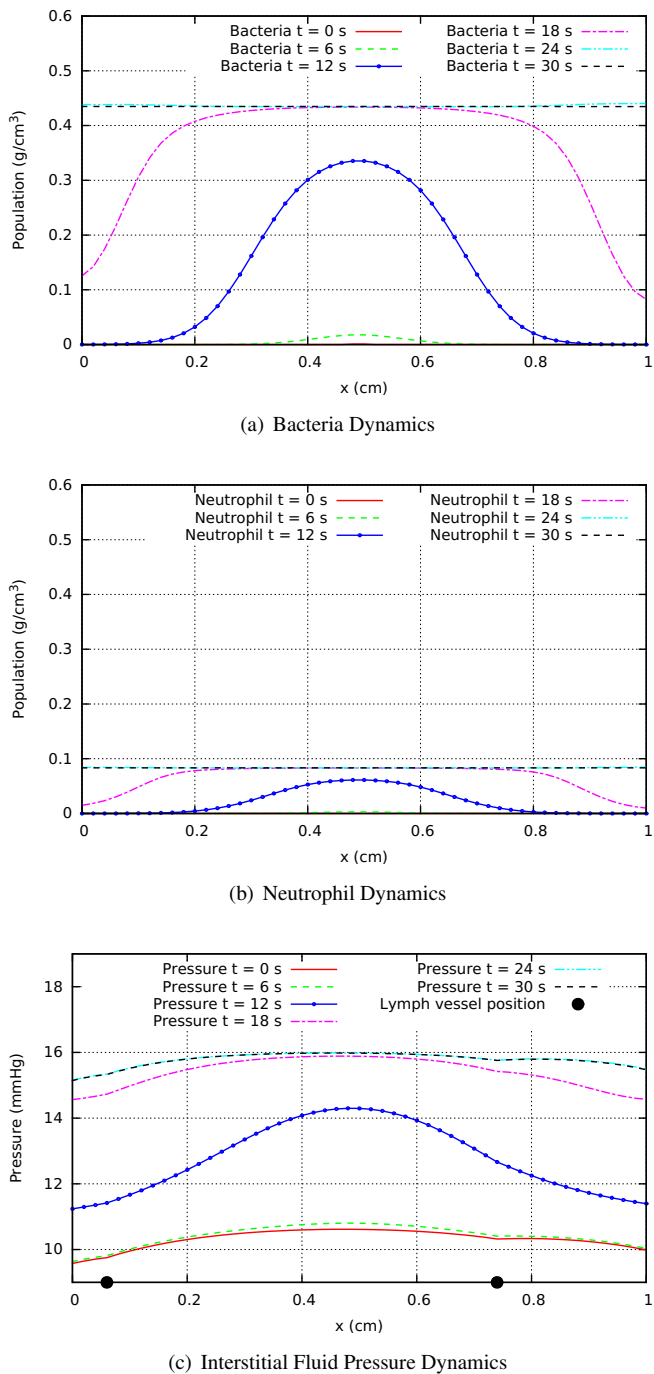 Bacteria t = 0 s
Bacteria t = 6 s
Bacteria t = 12 s
Bacteria t = 18 s
Bacteria t = 24 s
Bacteria t = 30 s
Population (g/cm³)
0.6
0.5
0.4
0.3
0.2
0.1
0
0 0.2 0.4 0.6 0.8 1
x (cm)
(a) Bacteria Dynamics
Neutrophil t = 0 s
Neutrophil t = 6 s
Neutrophil t = 12 s
Neutrophil t = 18 s
Neutrophil t = 24 s
Neutrophil t = 30 s
Population (g/cm³)
0.6
0.5
0.4
0.3
0.2
0.1
0
0 0.2 0.4 0.6 0.8 1
x (cm)
(b) Neutrophil Dynamics
Pressure t = 0 s
Pressure t = 6 s
Pressure t = 12 s
Pressure t = 18 s
Pressure t = 24 s
Pressure t = 30 s
Lymph vessel position
Pressure (mmHg)
18
16
14
12
10
0 0.2 0.4 0.6 0.8 1
x (cm)
(c) Interstitial Fluid Pressure Dynamics